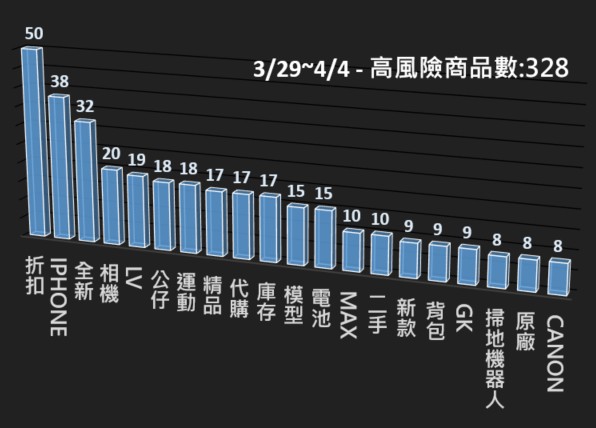 3/29~4/4 - 高風險商品數:328
50
38
32
20
19
18
18
17
17
17
15
15
10
10
9
9
9
8
8
8
折扣
IPHONE
全新
相機
LV
公仔
運動
精品
代購
庫存
模型
電池
MAX
二手
新款
背包
GK
掃地機器人
原廠
CANON